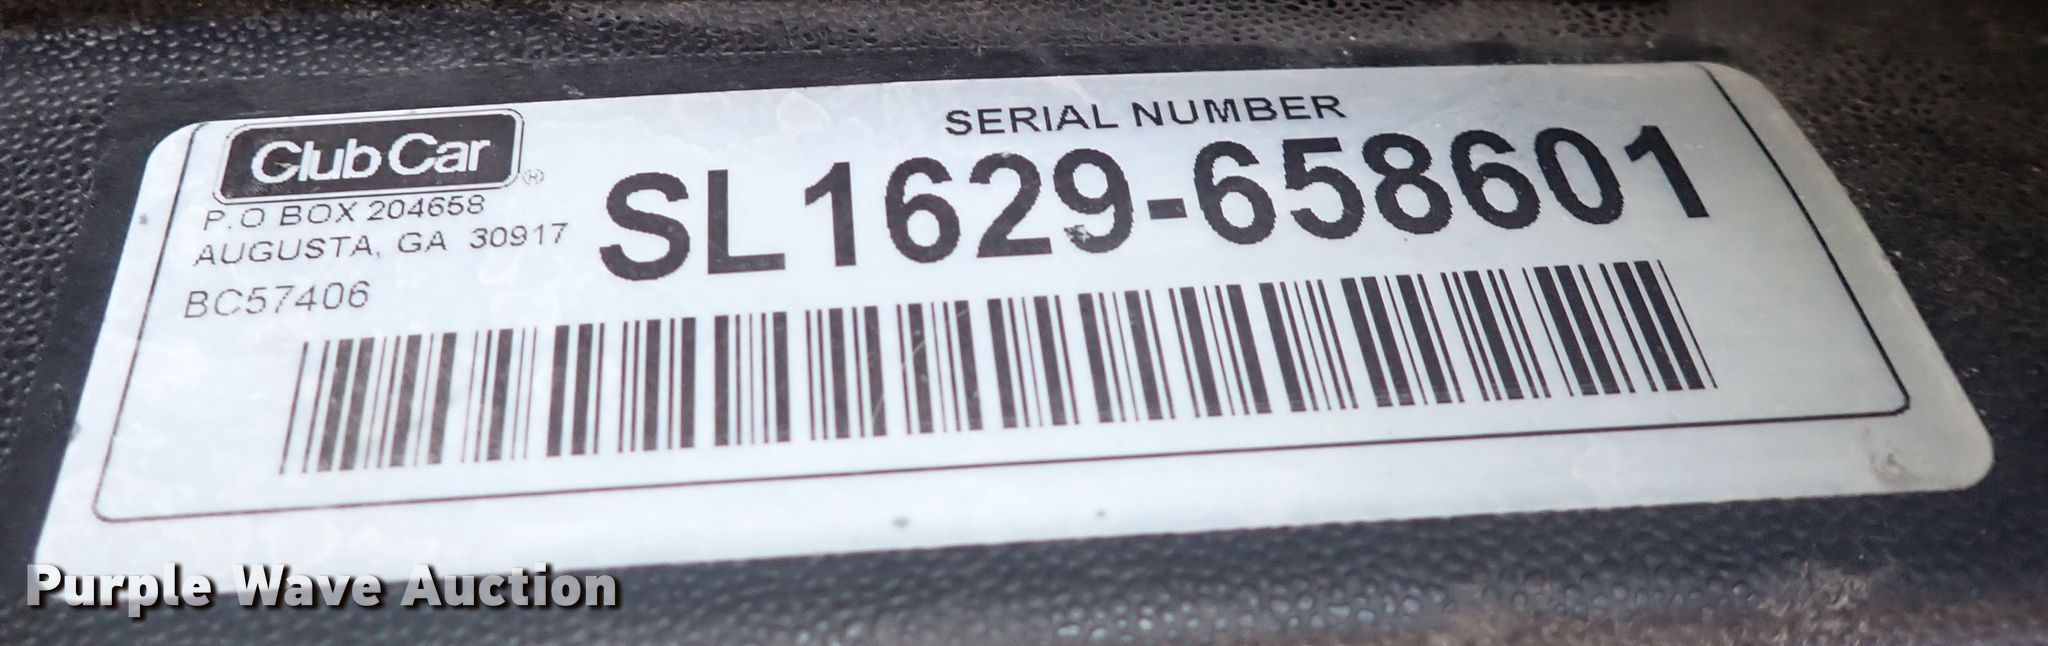 Club Car
P.O BOX 204658
AUGUSTA, GA 30917
BC57406
SERIAL NUMBER
SL1629-658601
Purple Wave Auction